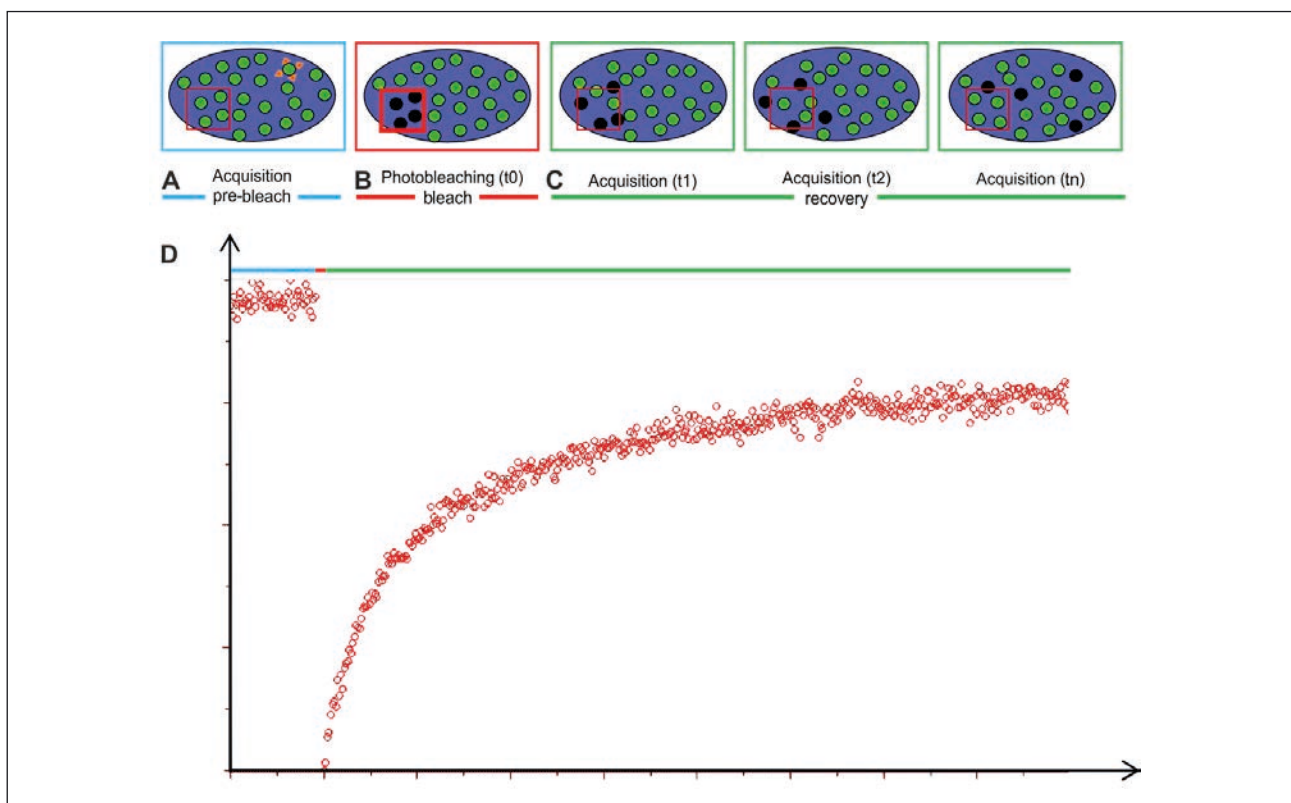 A Acquisition B Photobleaching (t0) C Acquisition (t1) Acquisition (t2) Acquisition (tn)
pre-bleach bleach recovery
D